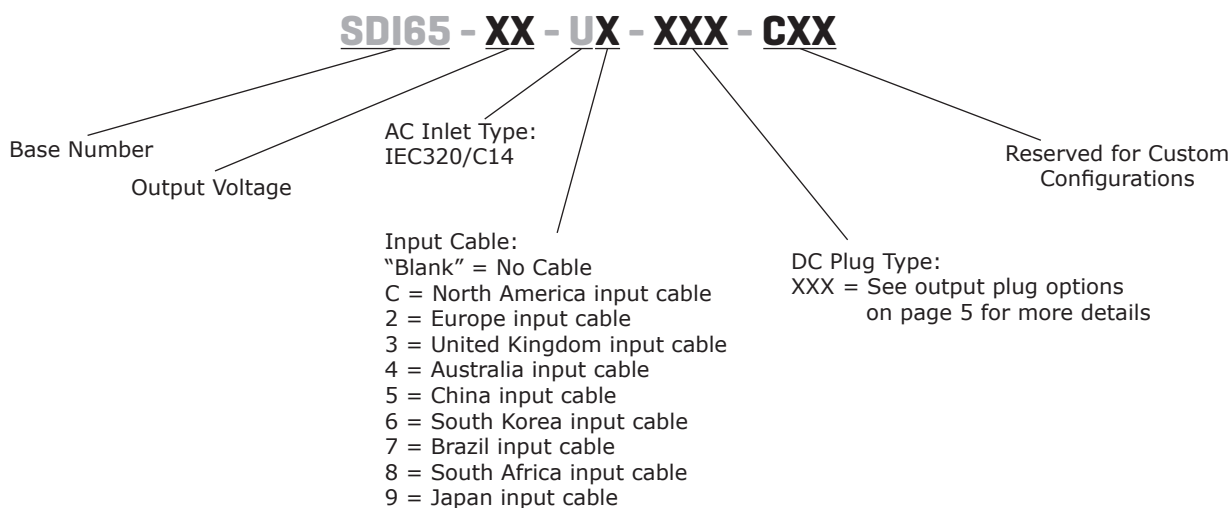 SDI65 - XX - UX - XXX - CXX
Base Number
Output Voltage
AC Inlet Type:
IEC320/C14
Input Cable:
“Blank” = No Cable
C = North America input cable
2 = Europe input cable
3 = United Kingdom input cable
4 = Australia input cable
5 = China input cable
6 = South Korea input cable
7 = Brazil input cable
8 = South Africa input cable
9 = Japan input cable
DC Plug Type:
XXX = See output plug options
on page 5 for more details
Reserved for Custom
Configurations